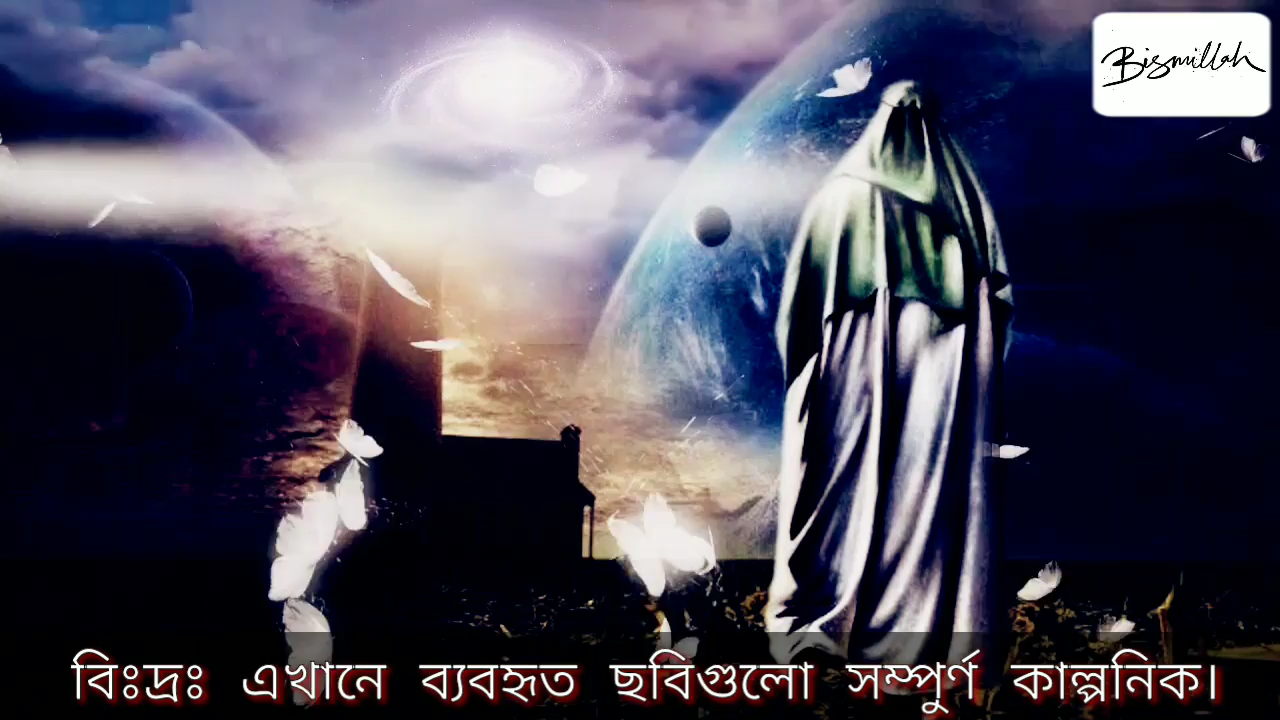 Bismillah
বিঃদ্রঃ এখানে ব্যবহৃত ছবিগুলো সম্পুর্ণ কাল্পনিক।